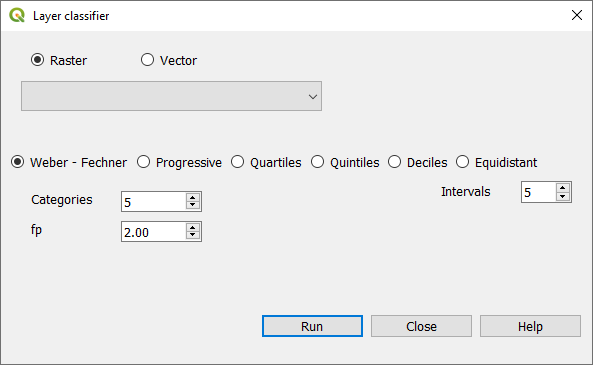 Layer classifier
Raster Vector
Weber - Fechner Progressive Quartiles Quintiles Deciles Equidistant
Categories 5 Intervals 5
fp 2.00
Run Close Help